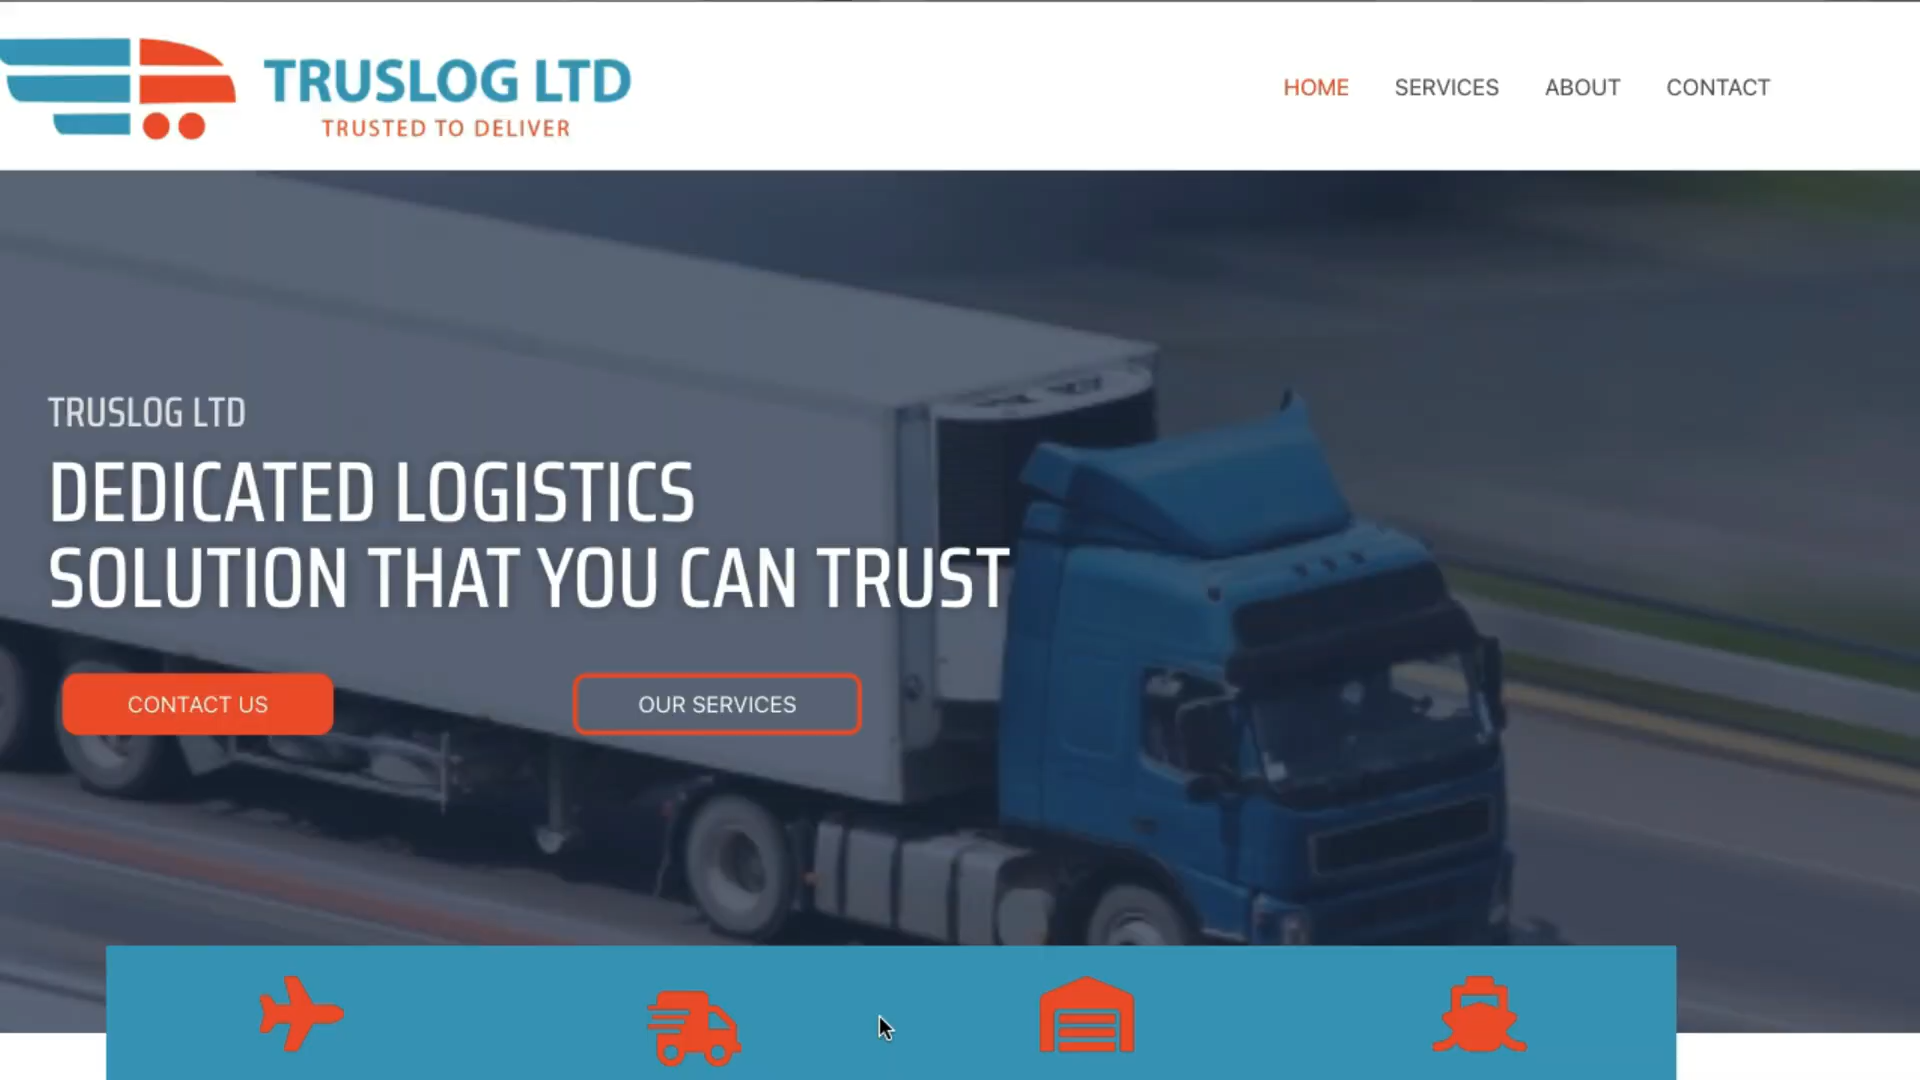 TRUSLOG LTD
TRUSTED TO DELIVER
HOME SERVICES ABOUT CONTACT
TRUSLOG LTD
DEDICATED LOGISTICS
SOLUTION THAT YOU CAN TRUST
CONTACT US OUR SERVICES